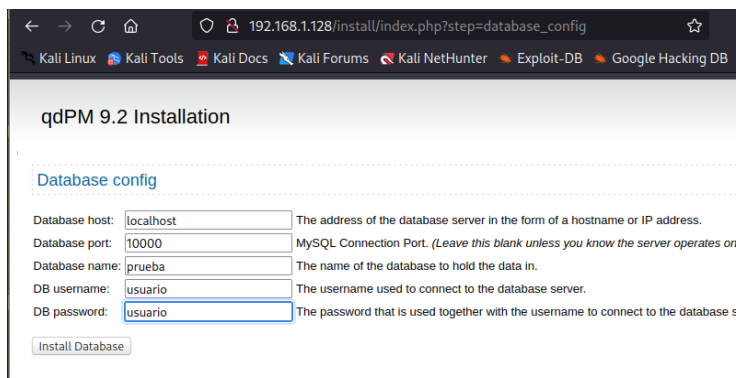 192.168.1.128/install/index.php?step=database_config
Kali Linux Kali Tools Kali Docs Kali Forums Kali NetHunter Exploit-DB Google Hacking DB
qdPM 9.2 Installation
Database config
Database host: localhost The address of the database server in the form of a hostname or IP address.
Database port: 10000 MySQL Connection Port. (Leave this blank unless you know the server operates on
Database name: prueba The name of the database to hold the data in.
DB username: usuario The username used to connect to the database server.
DB password: usuario The password that is used together with the username to connect to the database s
Install Database